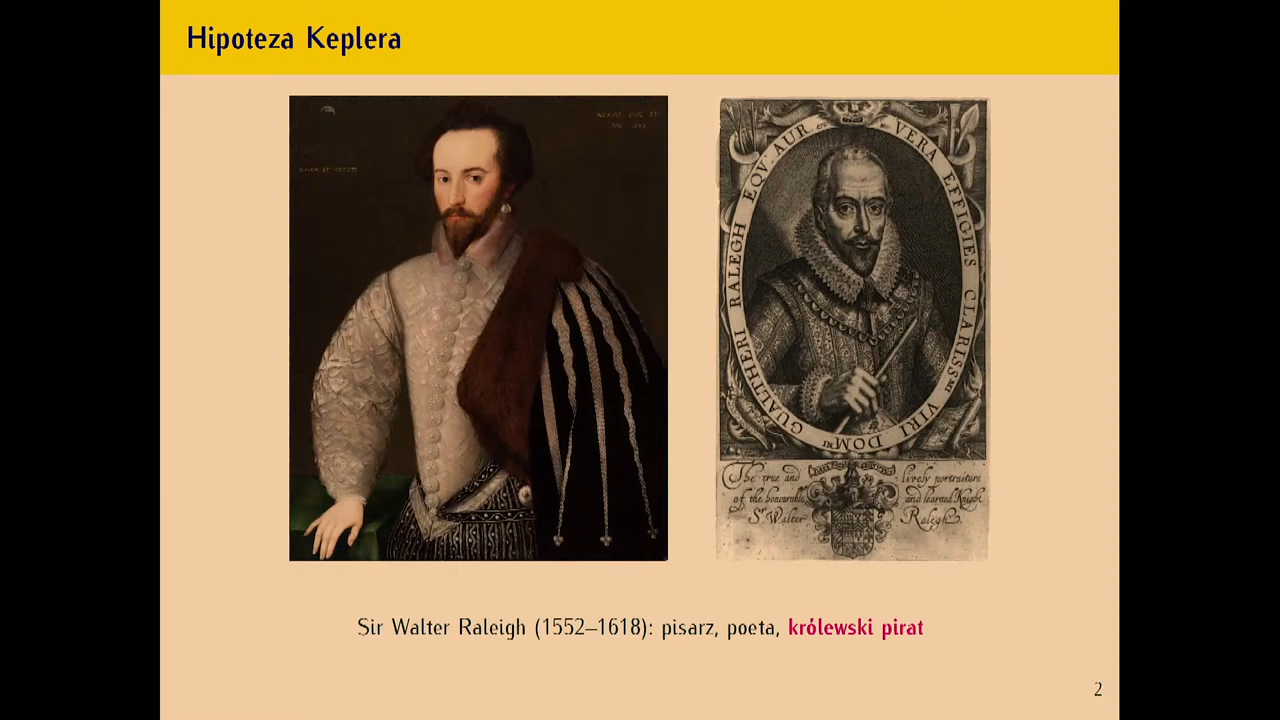 Hipoteza Keplera
GUALTHERI RALEGH EQV. AUR. VERA EFFIGIES CLARISS VIRI DOM
The true and lively portraiture
of the honourable and learned Knight
Sr. Walter Ralegh
Sir Walter Raleigh (1552–1618): pisarz, poeta, królewski pirat
2